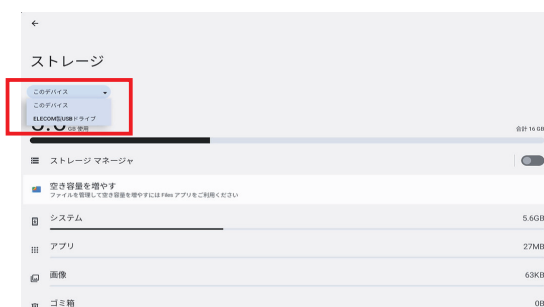 ←
ストレージ
このデバイス
このデバイス
ELECOM製USBドライブ
GB 使用
合計 16 GB
ストレージ マネージャ
空き容量を増やす
ファイルを管理して空き容量を増やすには Files アプリをご利用ください
システム
5.6GB
アプリ
27MB
画像
63KB
ゴミ箱
0B